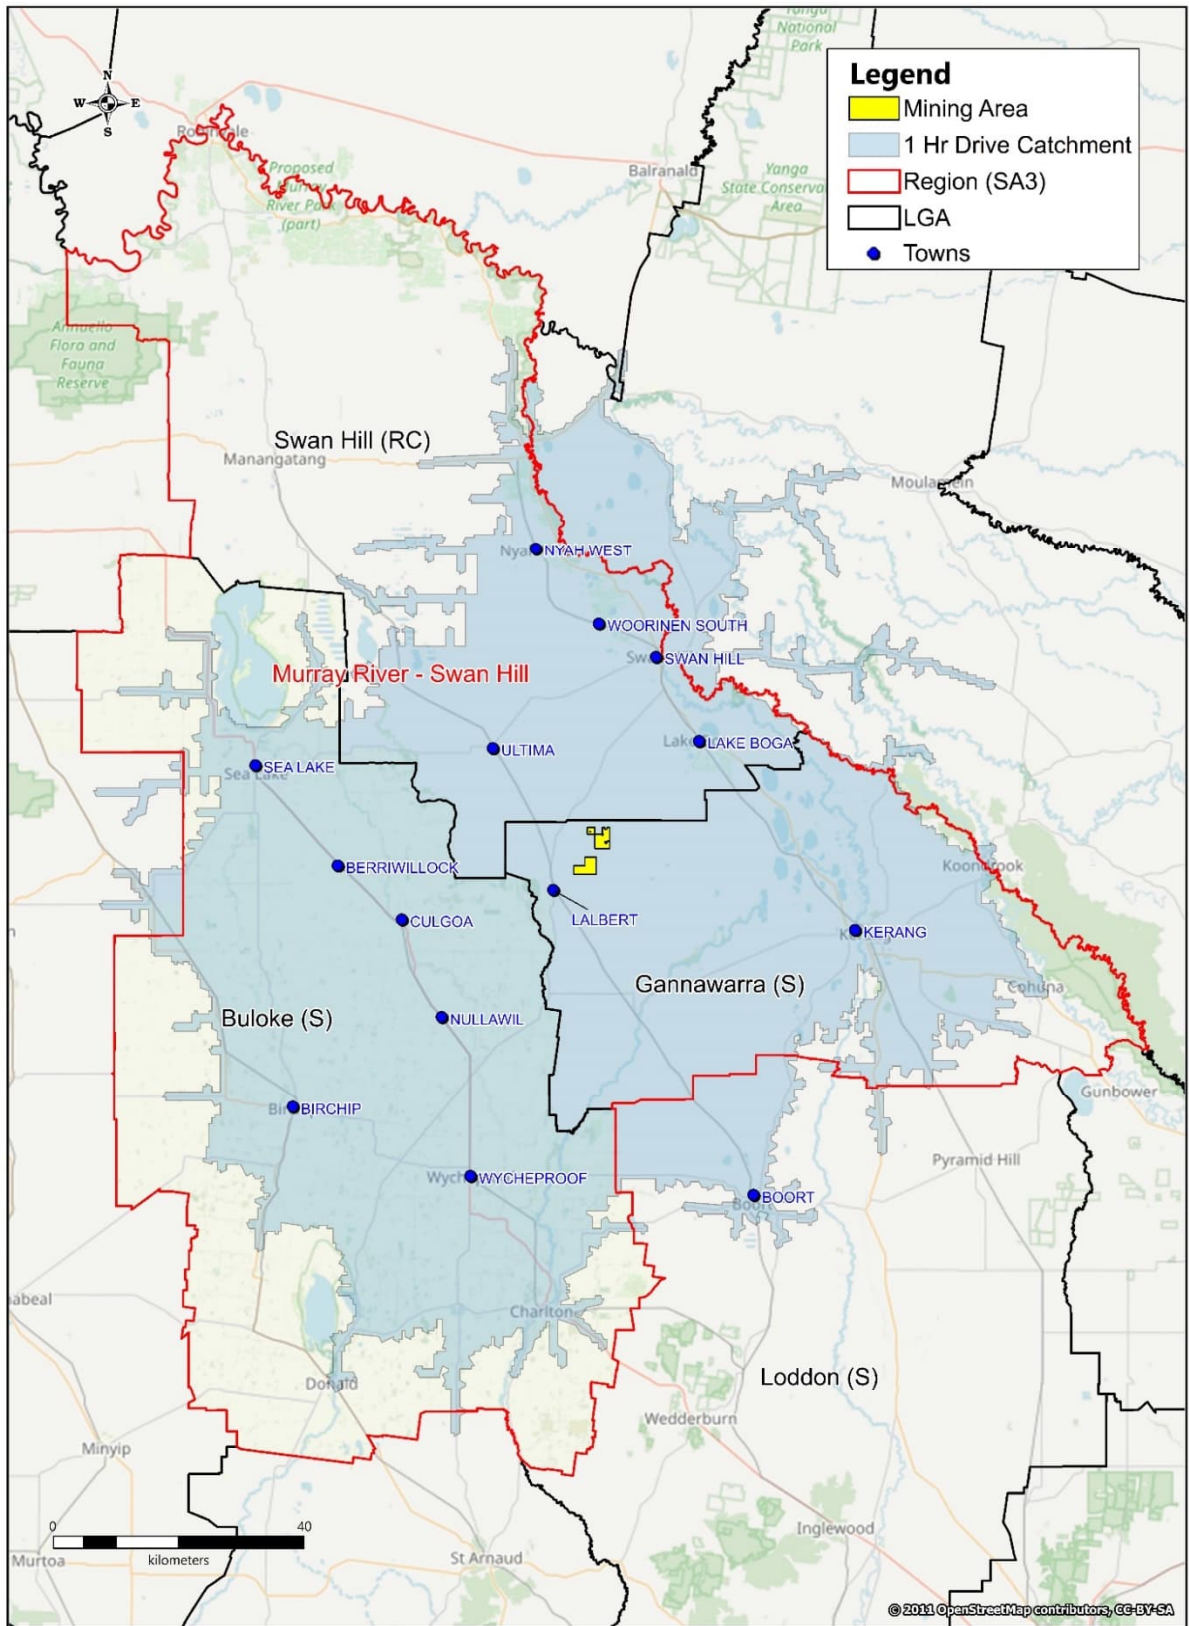 National
Park
Legend
Mining Area
1 Hr Drive Catchment
Region (SA3)
LGA
Towns
N
W E
S
Proposed
River
(part)
Balranald
Yanga
State Conserva
Area
Annuello
Flora and
Fauna
Reserve
Swan Hill (RC)
Manangatang
Moulamein
NYAH WEST
WOORINEN SOUTH
SWAN HILL
Murray River - Swan Hill
LAKE BOGA
ULTIMA
SEA LAKE
BERRIWILLOCK
Koondrook
CULGOA
LALBERT
KERANG
Gannawarra (S)
Cohuna
Buloke (S)
NULLAWIL
Gunbower
BIRCHIP
Pyramid Hill
WYCHEPROOF
BOORT
abeal
Charlton
Loddon (S)
Donald
Wedderburn
Minyip
0 40
kilometers
Inglewood
Murtoa
St Arnaud
© 2011 OpenStreetMap contributors, CC-BY-SA